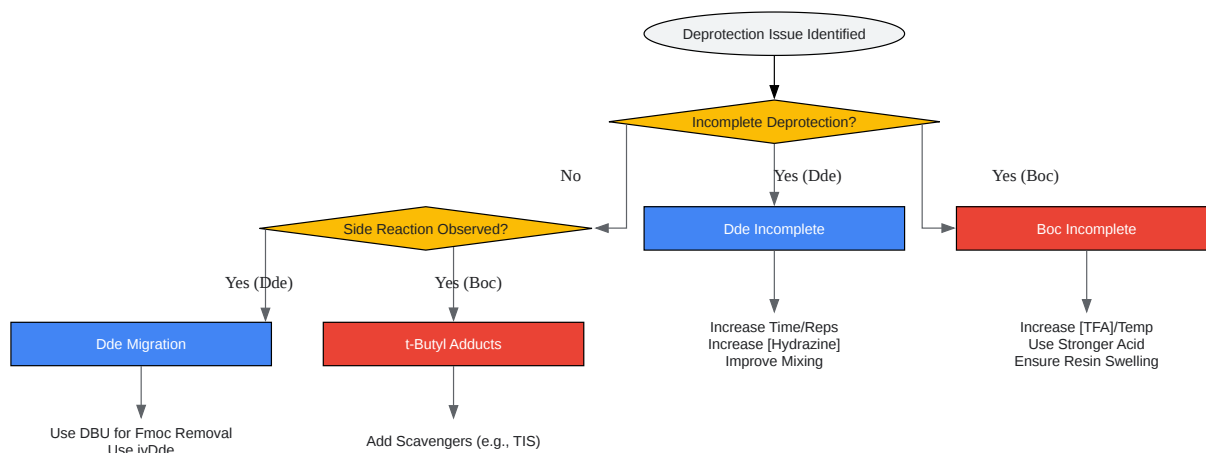 Deprotection Issue Identified
Incomplete Deprotection?
No
Yes (Dde)
Yes (Boc)
Side Reaction Observed?
Dde Incomplete
Boc Incomplete
Yes (Dde)
Yes (Boc)
Increase Time/Reps
Increase [Hydrazine]
Improve Mixing
Increase [TFA]/Temp
Use Stronger Acid
Ensure Resin Swelling
Dde Migration
t-Butyl Adducts
Use DBU for Fmoc Removal
Use ivDde
Add Scavengers (e.g., TIS)